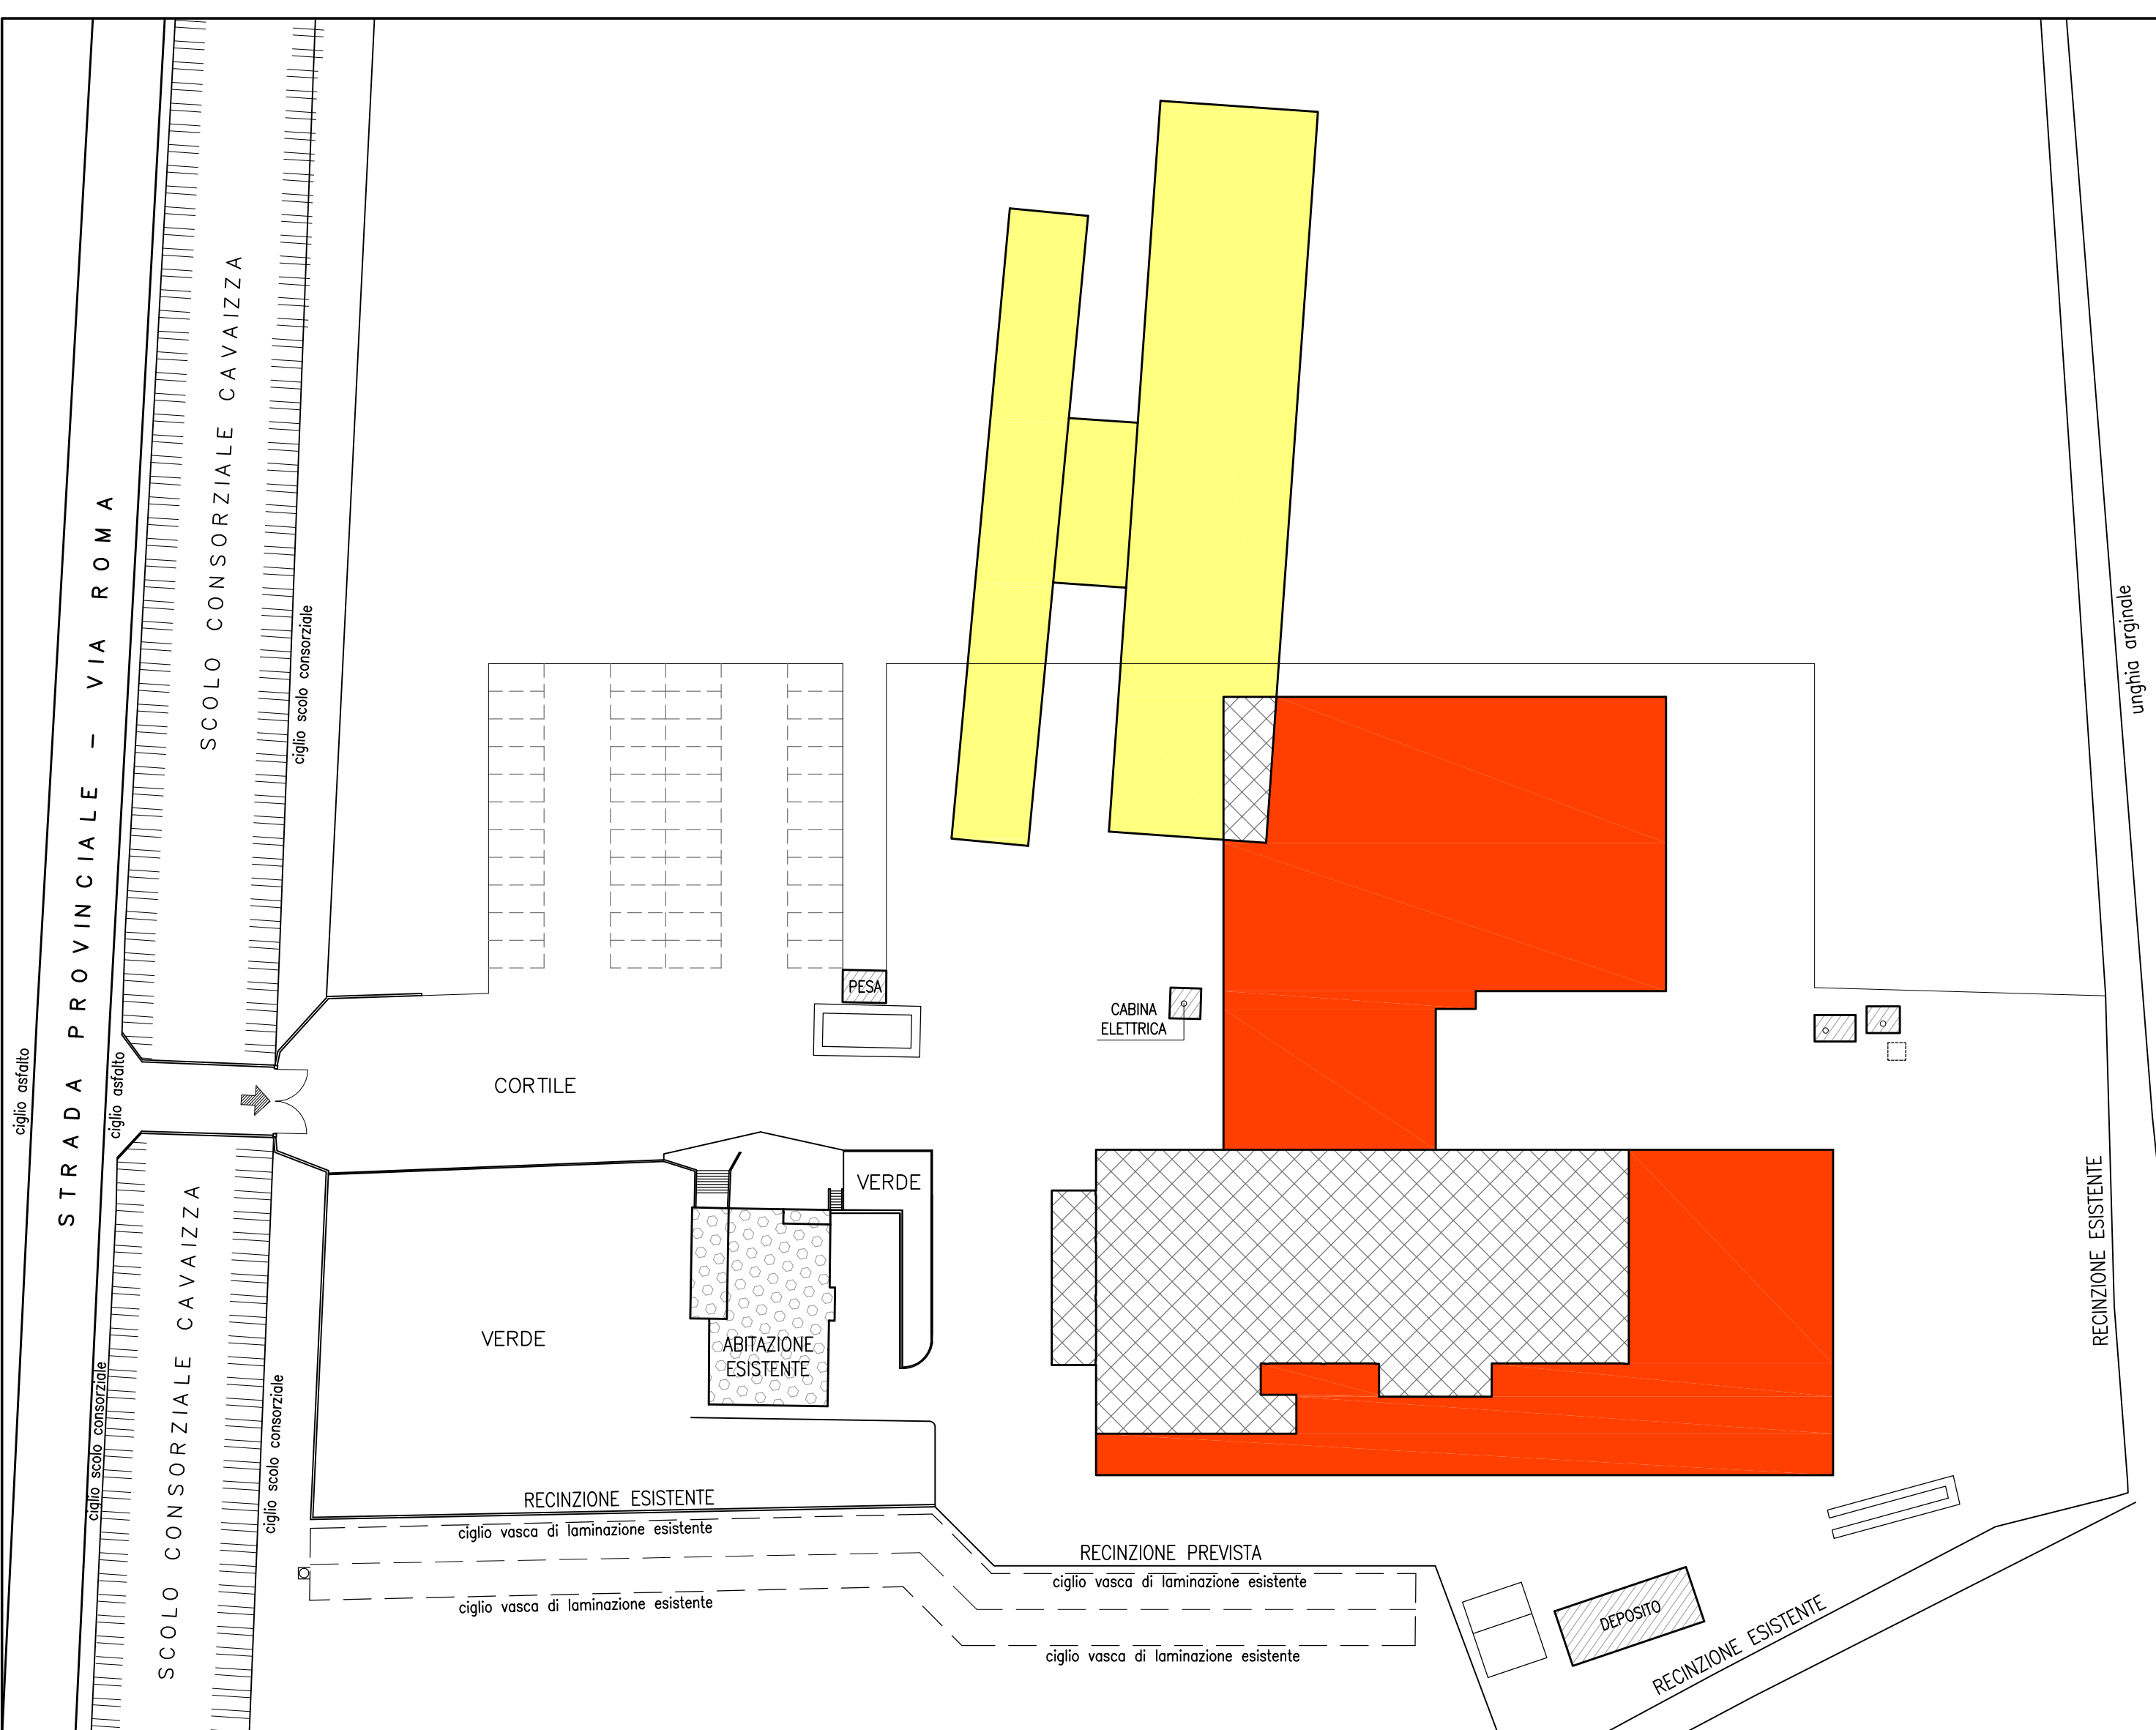 STRADA PROVINCIALE - VIA ROMA
SCOLO CONSORZIALE CAVAIZZA
ciglio scolo consorziale
unghia arginale
ciglio asfalto
ciglio asfalto
PESA
CABINA
ELETTRICA
CORTILE
VERDE
RECINZIONE ESISTENTE
SCOLO CONSORZIALE CAVAIZZA
ciglio scolo consorziale
ciglio scolo consorziale
VERDE
ABITAZIONE
ESISTENTE
RECINZIONE ESISTENTE
ciglio vasca di laminazione esistente
RECINZIONE PREVISTA
ciglio vasca di laminazione esistente
ciglio vasca di laminazione esistente
ciglio vasca di laminazione esistente
DEPOSITO
RECINZIONE ESISTENTE